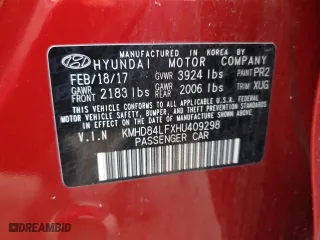 MANUFACTURED IN KOREA BY
HYUNDAI MOTOR COMPANY
FEB/18/17 GVWR 3924 lbs PAINT PR2
GAWR FRONT 2183 lbs GAWR REAR 2006 lbs TRIM XUG
THIS VEHICLE CONFORMS TO ALL APPLICABLE
FEDERAL MOTOR VEHICLE SAFETY, BUMPER,
AND THEFT PREVENTION STANDARDS IN EFFECT ON
THE DATE OF MANUFACTURE SHOWN ABOVE.
V.I.N KMHD84LFXHU409298
PASSENGER CAR
DREAMBID